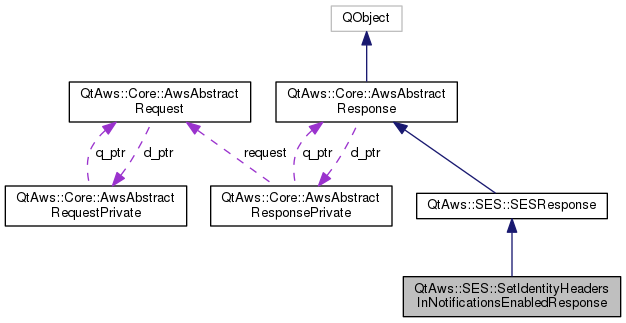 QObject
QtAws::Core::AwsAbstract
Request
QtAws::Core::AwsAbstract
Response
q_ptr
d_ptr
request
q_ptr
d_ptr
QtAws::Core::AwsAbstract
RequestPrivate
QtAws::Core::AwsAbstract
ResponsePrivate
QtAws::SES::SESResponse
QtAws::SES::SetIdentityHeaders
InNotificationsEnabledResponse